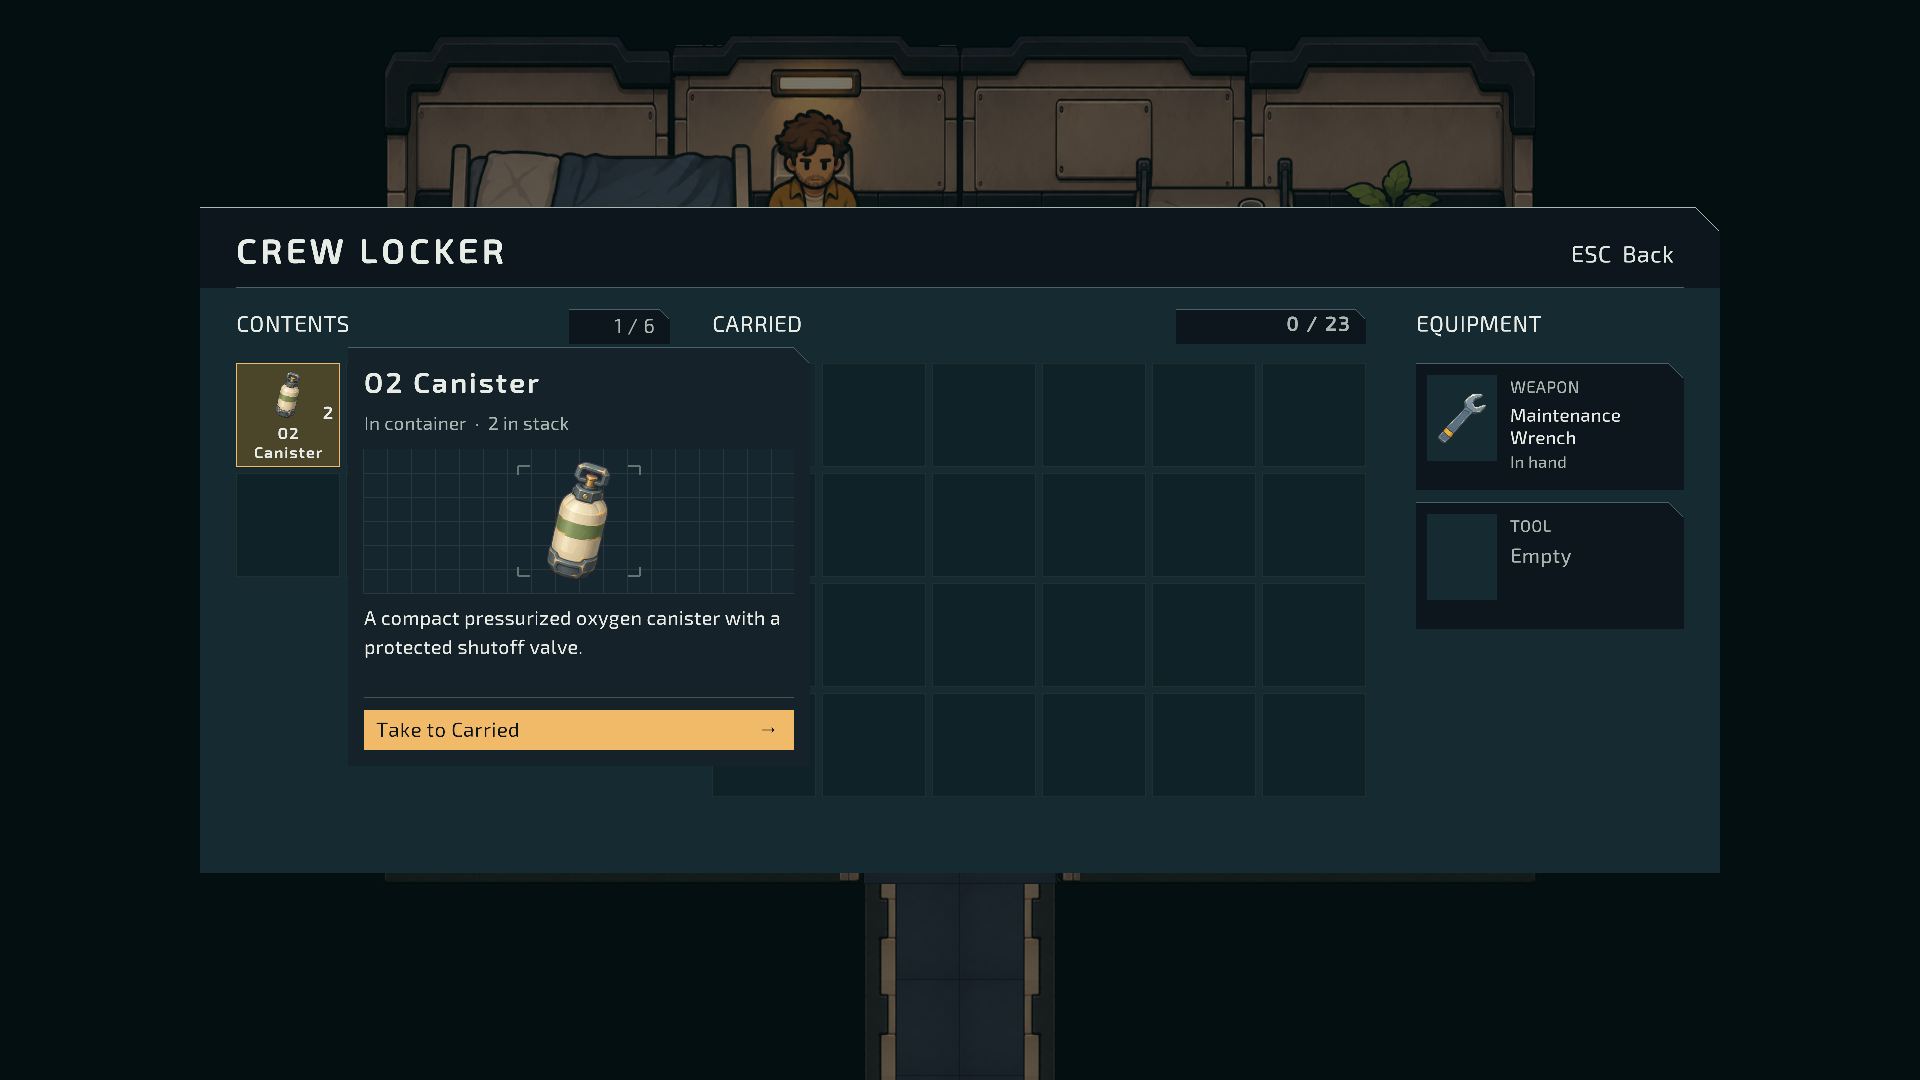 CREW LOCKER
ESC Back
CONTENTS
1 / 6
CARRIED
0 / 23
EQUIPMENT
2
O2
Canister
O2 Canister
In container · 2 in stack
A compact pressurized oxygen canister with a
protected shutoff valve.
Take to Carried →
WEAPON
Maintenance
Wrench
In hand
TOOL
Empty